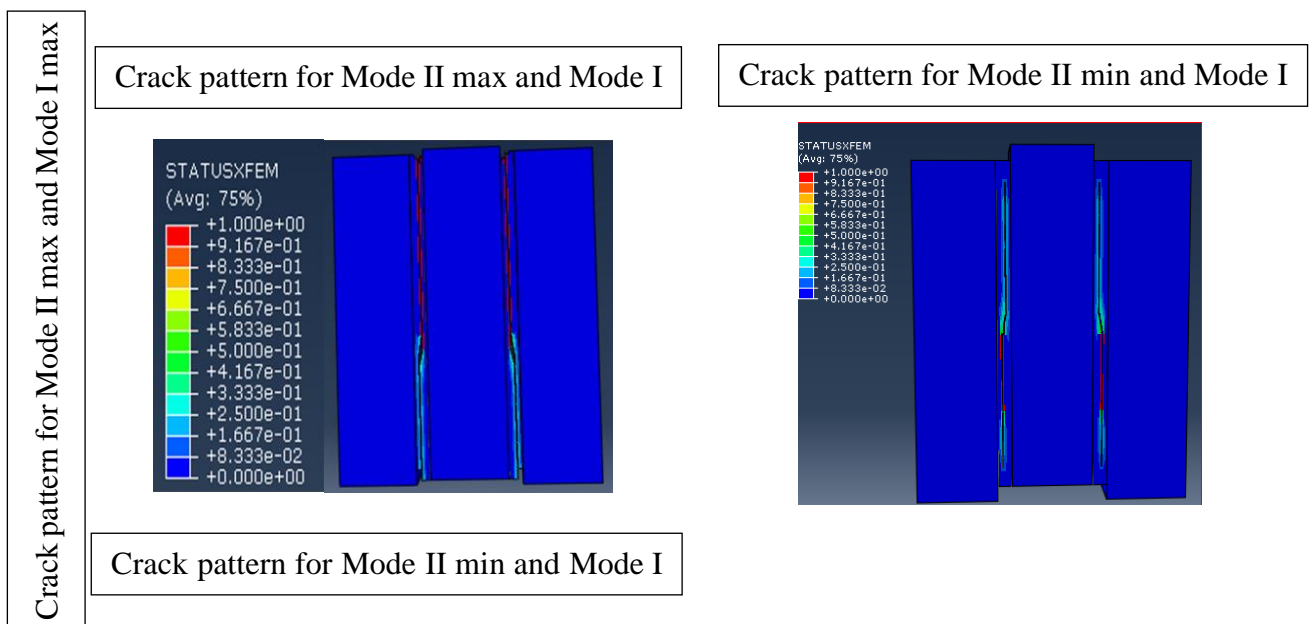 Crack pattern for Mode II max and Mode I max
Crack pattern for Mode II max and Mode I
Crack pattern for Mode II min and Mode I
STATUSXFEM
(Avg: 75%)
+1.000e+00
+9.167e-01
+8.333e-01
+7.500e-01
+6.667e-01
+5.833e-01
+5.000e-01
+4.167e-01
+3.333e-01
+2.500e-01
+1.667e-01
+8.333e-02
+0.000e+00
STATUSXFEM
(Avg: 75%)
+1.000e+00
+9.167e-01
+8.333e-01
+7.500e-01
+6.667e-01
+5.833e-01
+5.000e-01
+4.167e-01
+3.333e-01
+2.500e-01
+1.667e-01
+8.333e-02
+0.000e+00
Crack pattern for Mode II min and Mode I